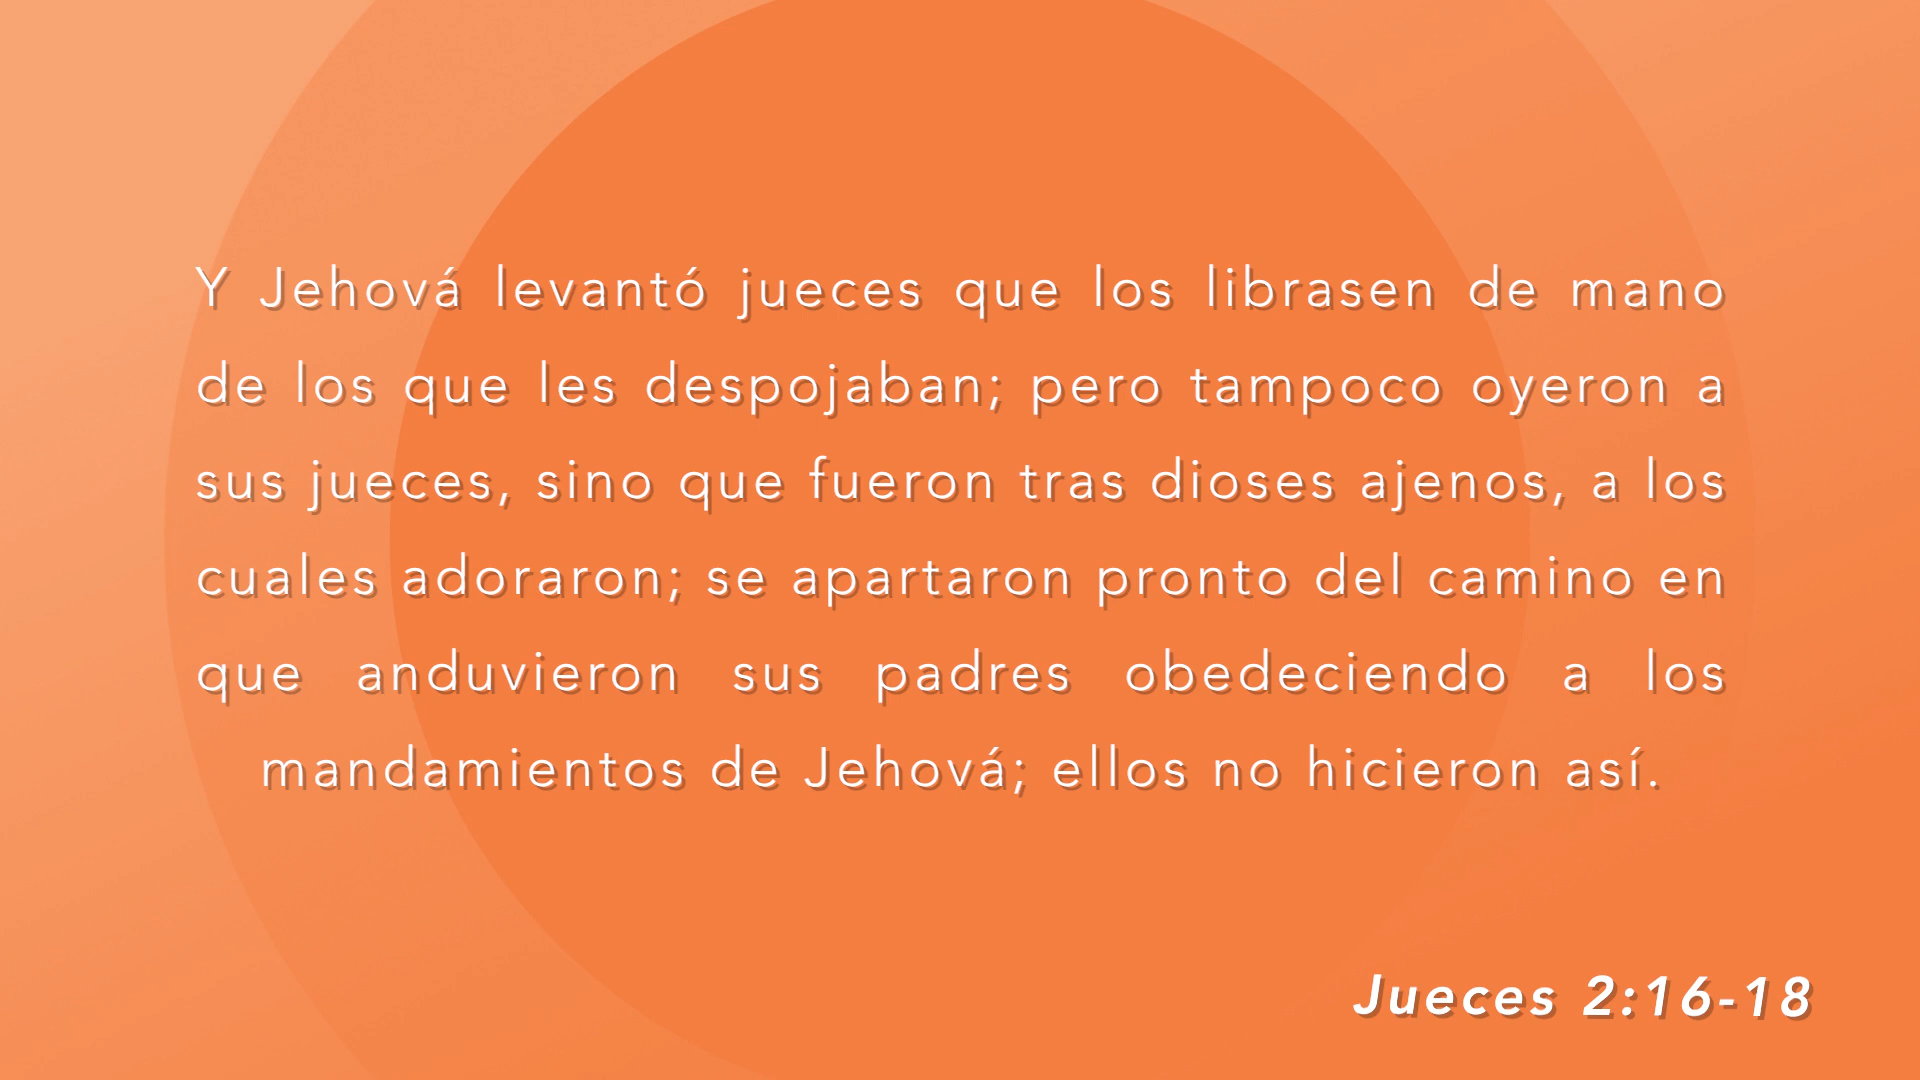 Y Jehová levantó jueces que los librasen de mano
de los que les despojaban; pero tampoco oyeron a
sus jueces, sino que fueron tras dioses ajenos, a los
cuales adoraron; se apartaron pronto del camino en
que anduvieron sus padres obedeciendo a los
mandamientos de Jehová; ellos no hicieron así.
Jueces 2:16-18